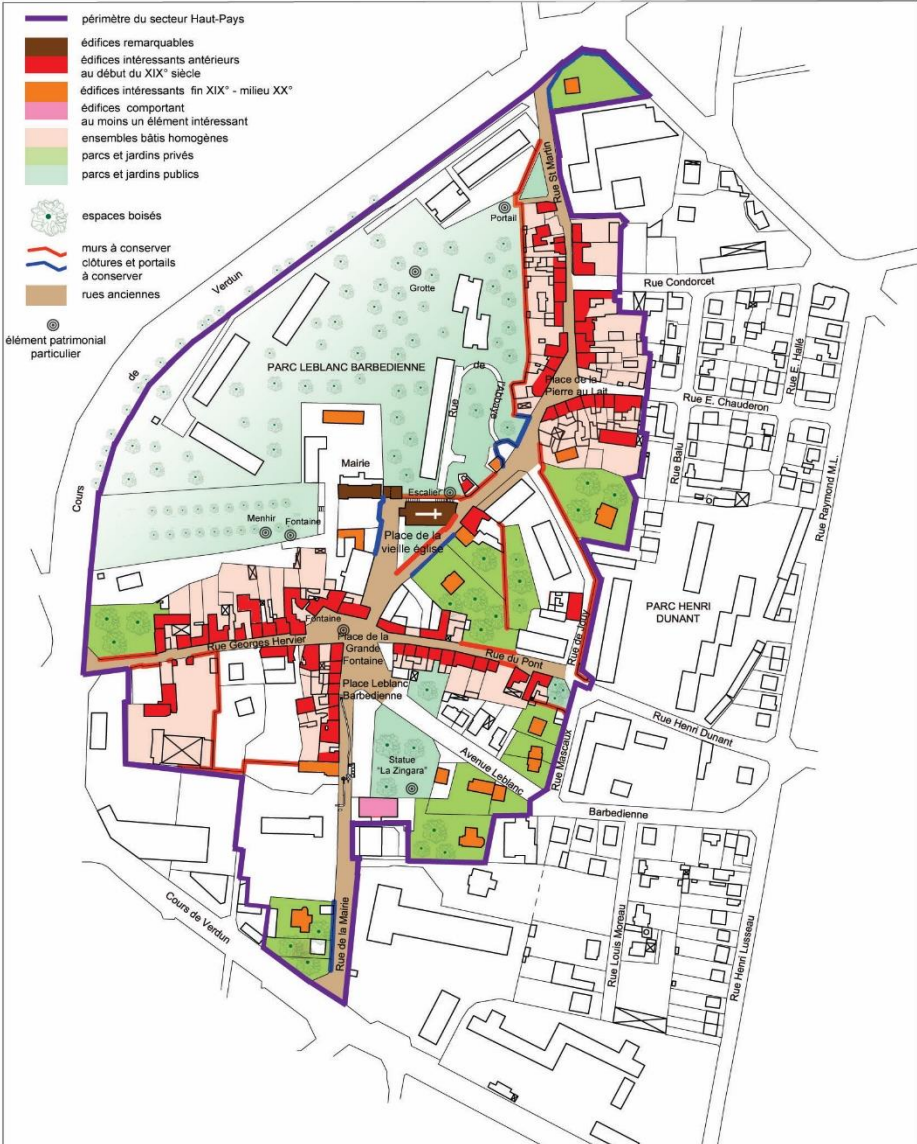 périmètre du secteur Haut-Pays
édifices remarquables
édifices intéressants antérieurs
au début du XIX° siècle
édifices intéressants fin XIX° - milieu XX°
édifices comportant
au moins un élément intéressant
ensembles bâtis homogènes
parcs et jardins privés
parcs et jardins publics
espaces boisés
murs à conserver
clôtures et portails
à conserver
rues anciennes
élément patrimonial
particulier
Rue St Martin
Portail
Verdun
de
Cours
Grotte
Rue Condorcet
PARC LEBLANC BARBEDIENNE
Rue
de
l'Abbaye
Place de la
Pierre au Lait
Rue E. Hallé
Rue E. Chauderon
Rue Balu
Rue Raymond M.L.
Mairie
Escalier
Menhir
Fontaine
Place de la
vieille église
PARC HENRI
DUNANT
Rue de Jouy
Fontaine
Rue Georges Hervier
Place de la
Grande
Fontaine
Rue du Pont
Place Leblanc
Barbedienne
Rue Henri Dunant
Avenue Leblanc
Rue Mascaux
Statue
"La Zingara"
Barbedienne
Cours de Verdun
Rue de la Mairie
Rue Louis Moreau
Rue Henri Lusseau